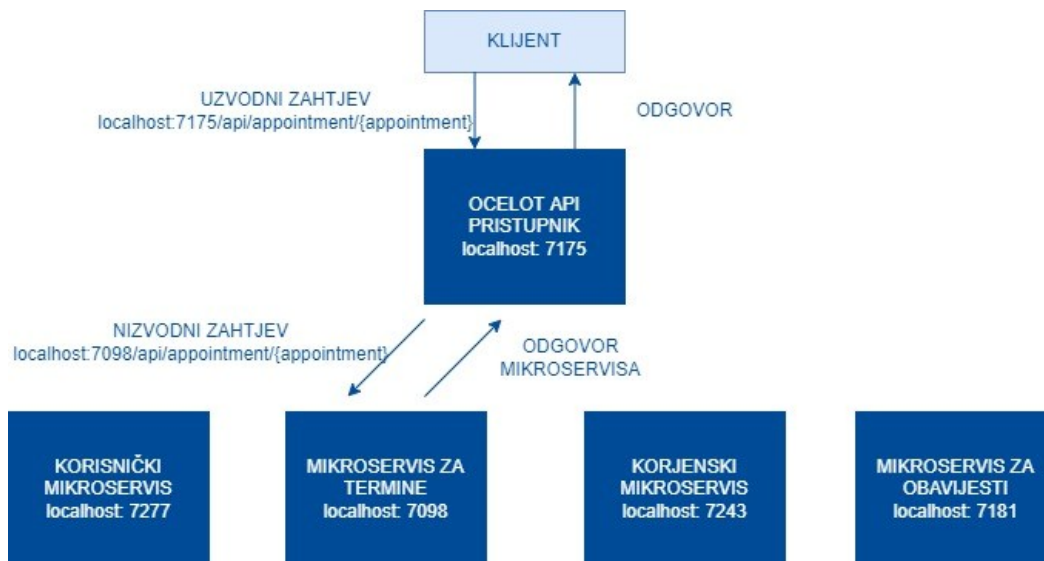 KLIJENT
UZVODNI ZAHTJEV
localhost:7175/api/appointment/{appointment}
ODGOVOR
OCELOT API
PRISTUPNIK
localhost: 7175
NIZVODNI ZAHTJEV
localhost:7098/api/appointment/{appointment}
ODGOVOR
MIKROSERVISA
KORISNIČKI
MIKROSERVIS
localhost: 7277
MIKROSERVIS ZA
TERMINE
localhost: 7098
KORJENSKI
MIKROSERVIS
localhost: 7243
MIKROSERVIS ZA
OBAVIJESTI
localhost: 7181